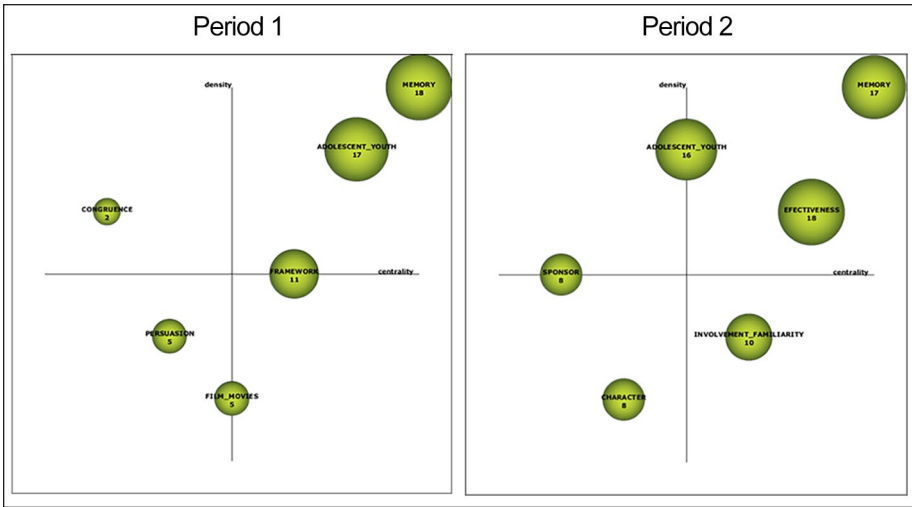 Period 1
density
MEMORY
18
ADOLESCENT_YOUTH
17
CONGRUENCE
2
FRAMEWORK
11
centrality
PERSUASION
5
FILM_MOVIES
5
Period 2
density
MEMORY
17
ADOLESCENT_YOUTH
16
EFECTIVENESS
18
SPONSOR
8
centrality
INVOLVEMENT_FAMILIARITY
10
CHARACTER
8